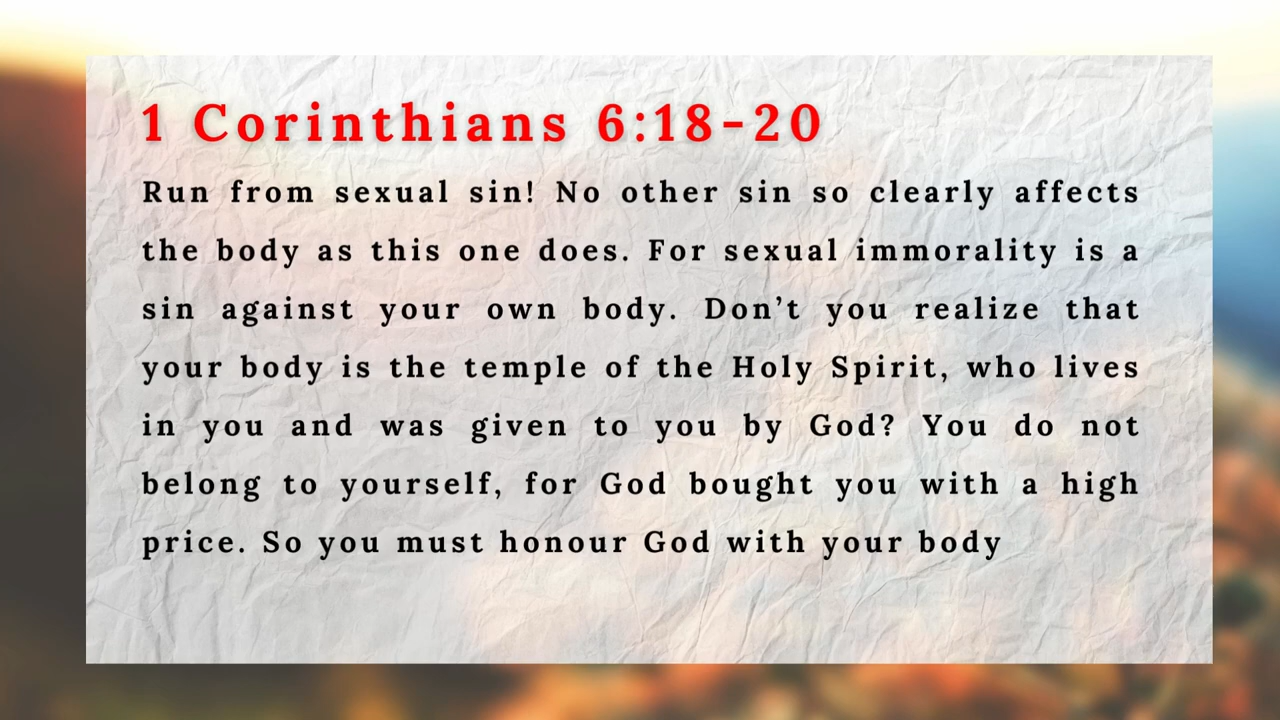 1 Corinthians 6:18-20
Run from sexual sin! No other sin so clearly affects
the body as this one does. For sexual immorality is a
sin against your own body. Don’t you realize that
your body is the temple of the Holy Spirit, who lives
in you and was given to you by God? You do not
belong to yourself, for God bought you with a high
price. So you must honour God with your body